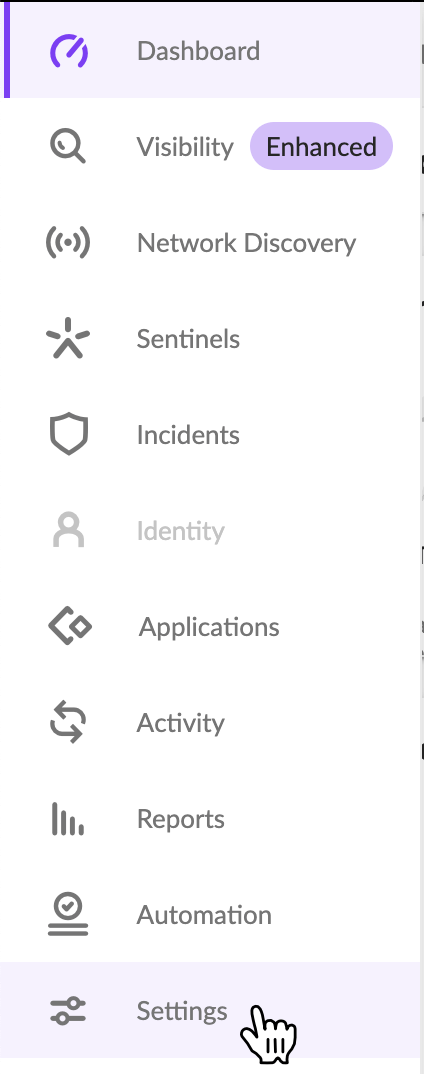 Dashboard
Visibility Enhanced
Network Discovery
Sentinels
Incidents
Identity
Applications
Activity
Reports
Automation
Settings